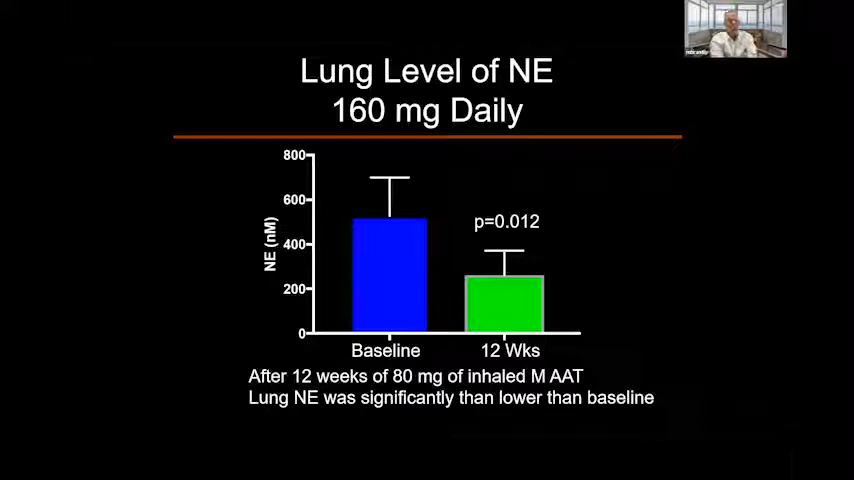 Lung Level of NE
160 mg Daily
800
600
400
200
0
NE (nM)
p=0.012
Baseline
12 Wks
After 12 weeks of 80 mg of inhaled M AAT
Lung NE was significantly than lower than baseline